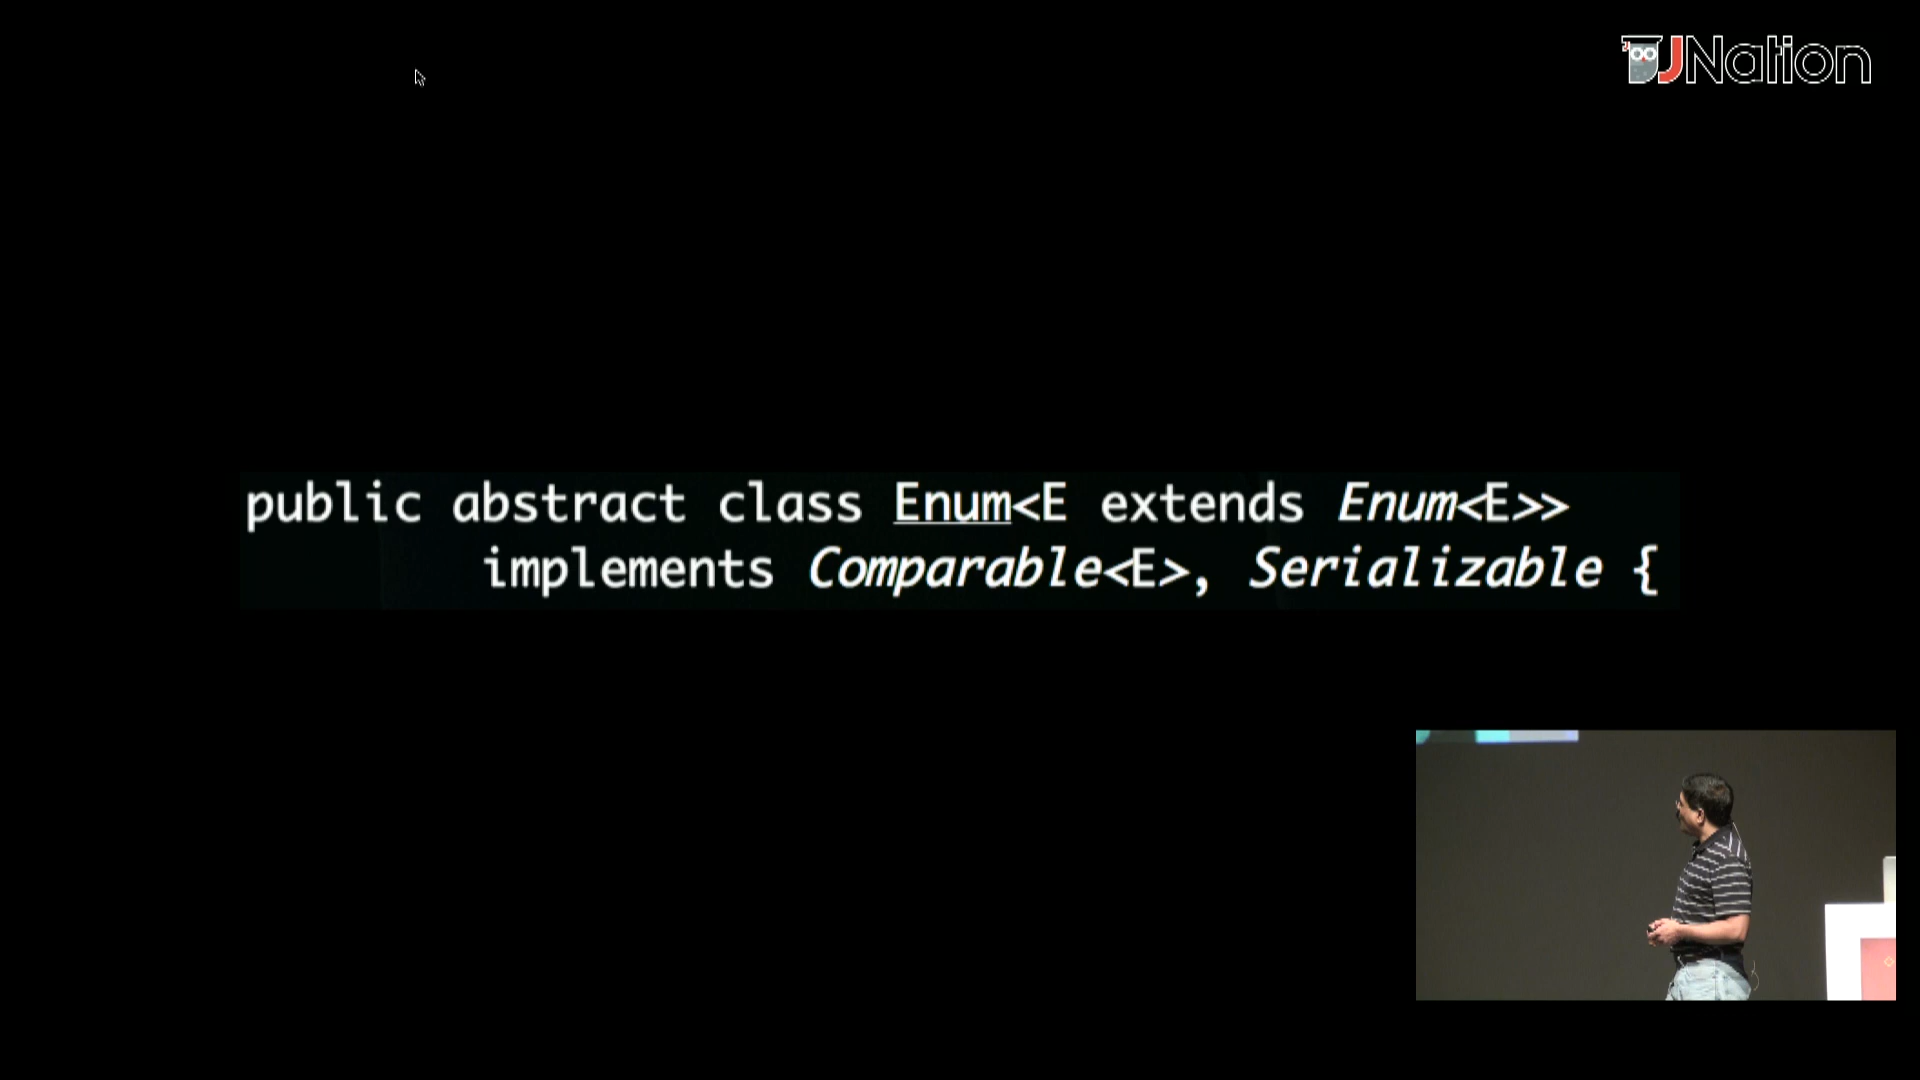 JNation
public abstract class Enum<E extends Enum<E>>
implements Comparable<E>, Serializable {